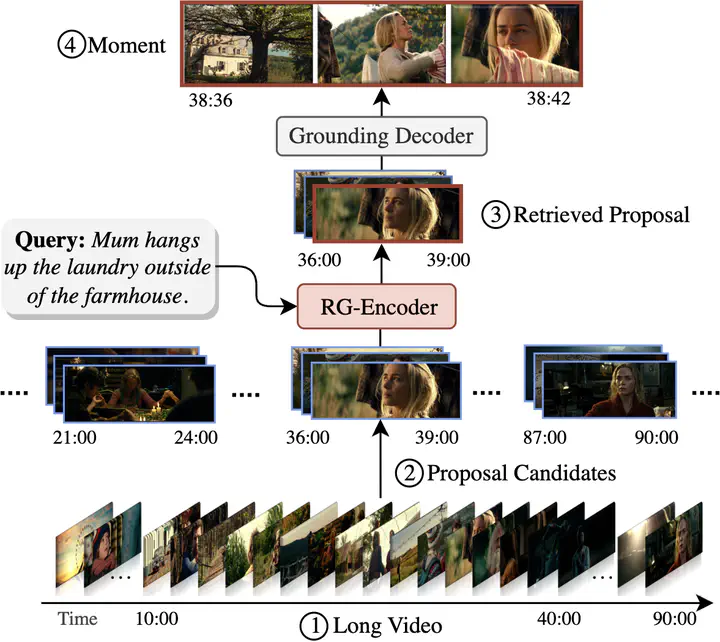 ④ Moment
38:36
38:42
Grounding Decoder
③ Retrieved Proposal
36:00
39:00
Query: Mum hangs
up the laundry outside
of the farmhouse.
RG-Encoder
....
....
....
....
21:00
24:00
36:00
39:00
87:00
90:00
② Proposal Candidates
...
...
Time
10:00
40:00
90:00
① Long Video